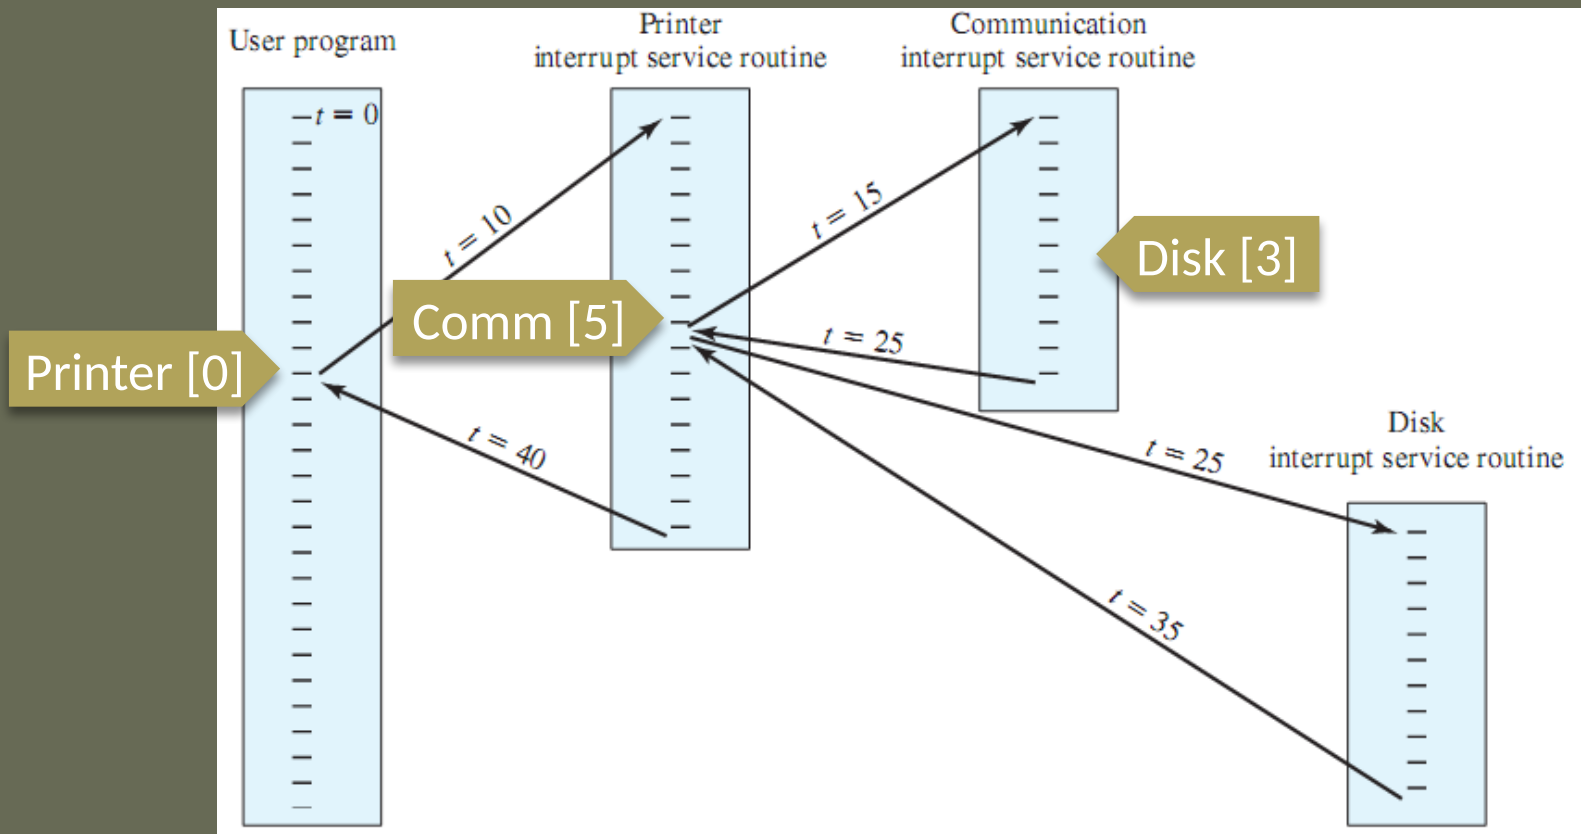 User program
Printer
interrupt service routine
Communication
interrupt service routine
t = 0
t = 10
t = 15
Disk [3]
Comm [5]
Printer [0]
t = 25
t = 40
t = 25
Disk
interrupt service routine
t = 35